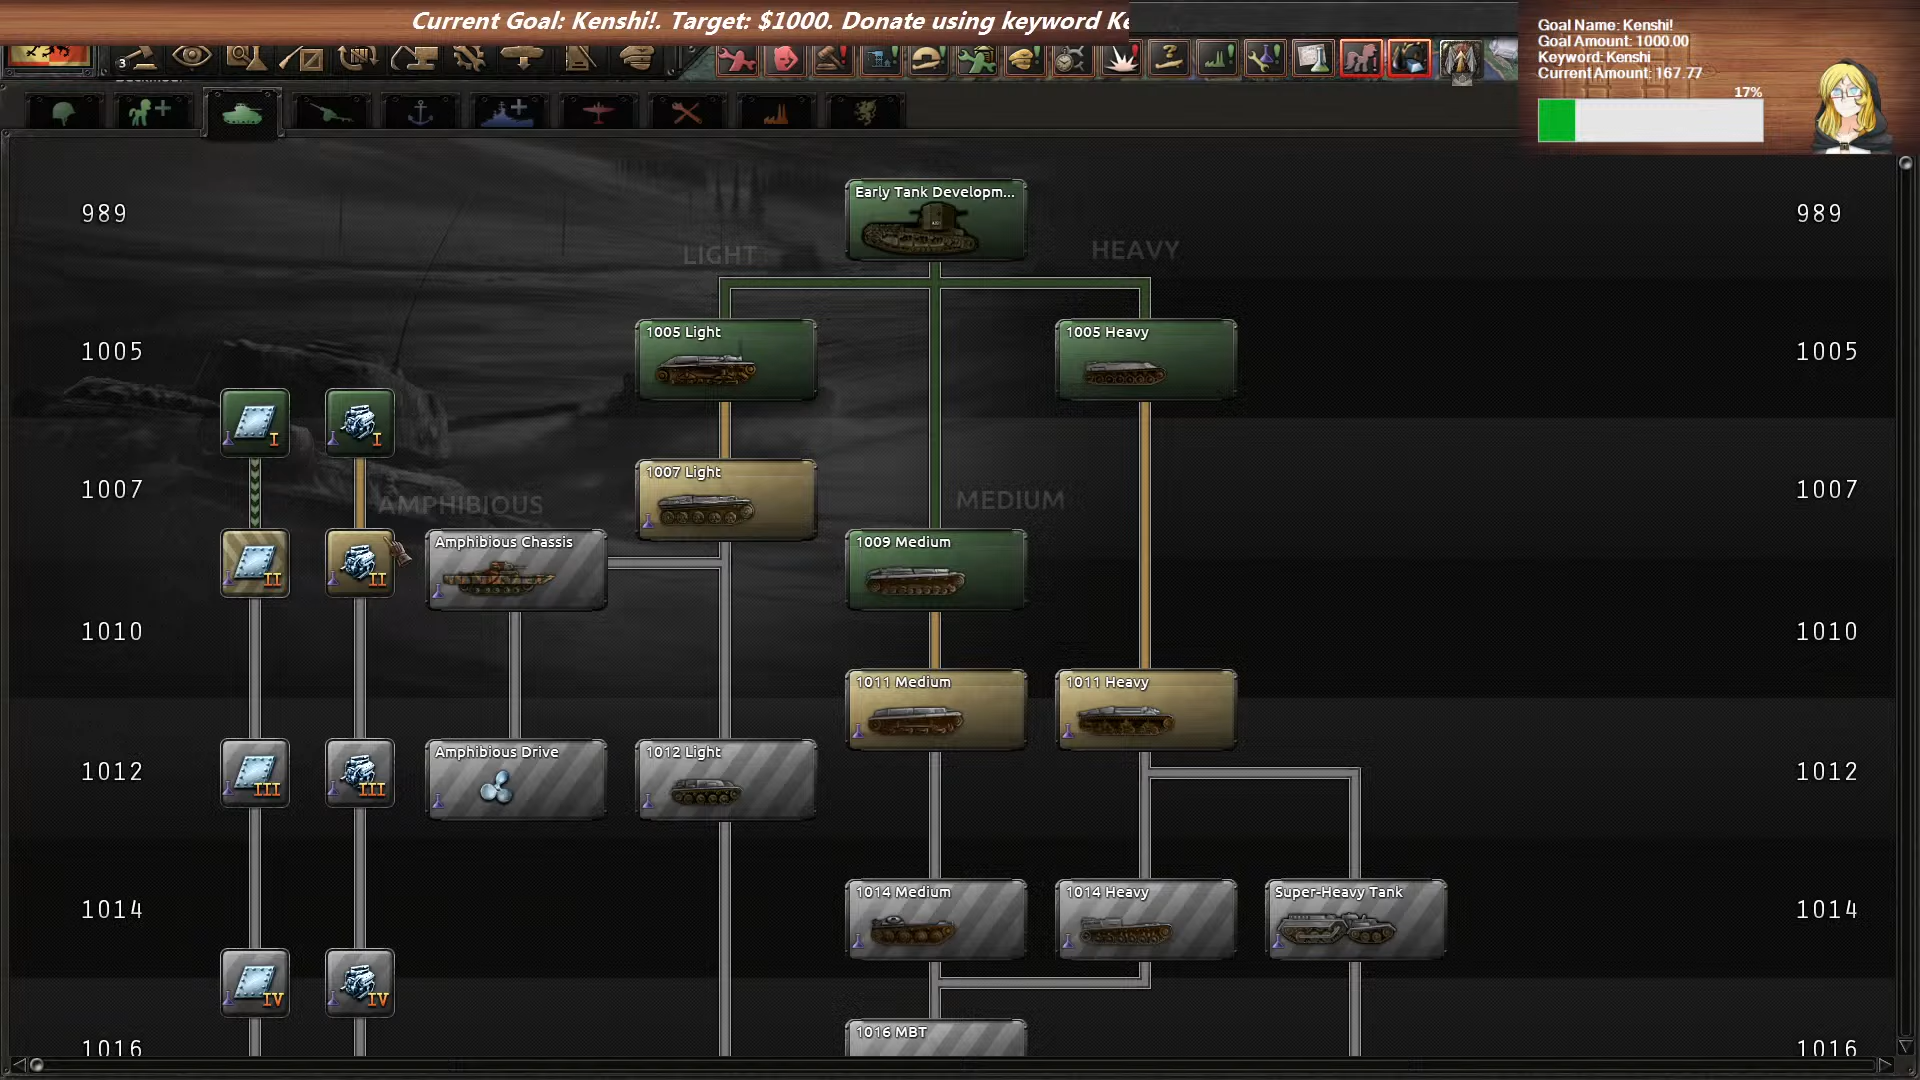 Current Goal: Kenshi!. Target: $1000. Donate using keyword Ke
Goal Name: Kenshi!
Goal Amount: 1000.00
Keyword: Kenshi
Current Amount: 167.77
17%
3
989
Early Tank Developm...
989
LIGHT
HEAVY
1005
1005 Light
1005 Heavy
1005
I
I
1007
1007 Light
1007
AMPHIBIOUS
MEDIUM
II
II
Amphibious Chassis
1009 Medium
1010
1010
1011 Medium
1011 Heavy
1012
III
III
Amphibious Drive
1012 Light
1012
1014
1014 Medium
1014 Heavy
Super-Heavy Tank
1014
IV
IV
1016
1016 MBT
1016